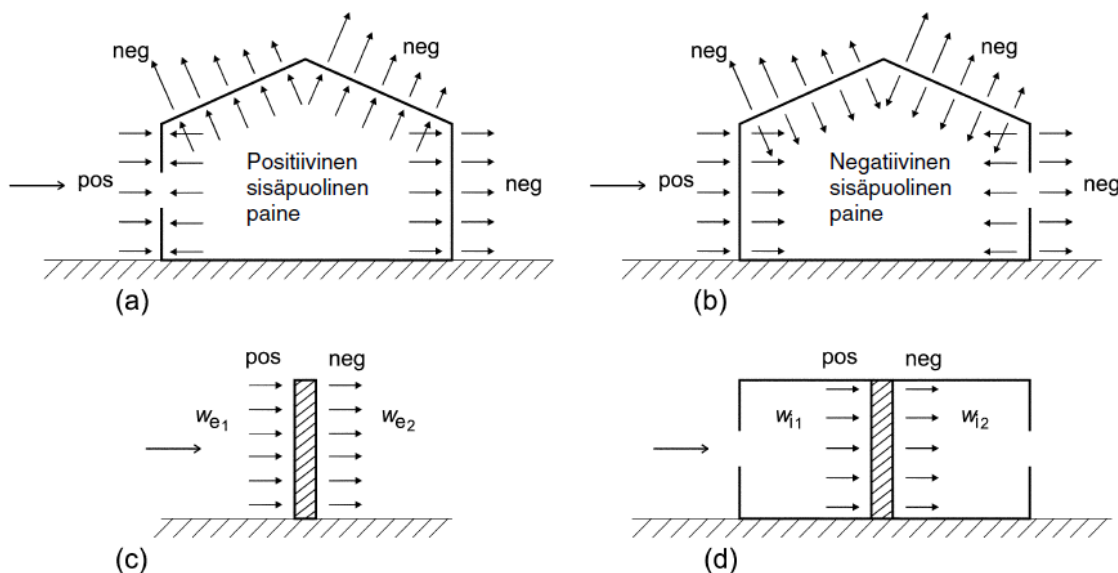 neg
neg
pos
Positiivinen
sisäpuolinen
paine
neg
(a)
neg
neg
pos
Negatiivinen
sisäpuolinen
paine
neg
(b)
pos neg
we1 we2
(c)
pos neg
wi1 wi2
(d)